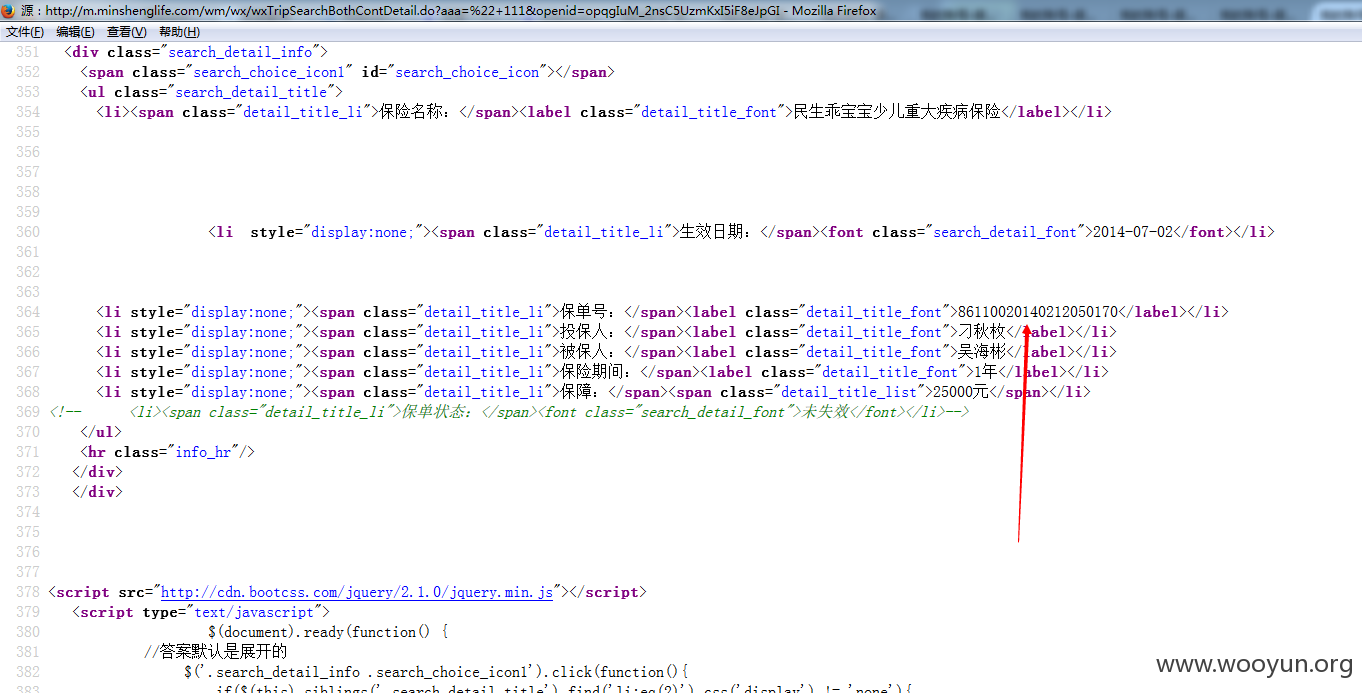 源：http://m.minshenglife.com/wm/wx/wxTripSearchBothContDetail.do?aaa=%22+111&openid=opqgIuM_2nsC5UzmKxI5iF8eJpGI - Mozilla Firefox
文件(F) 编辑(E) 查看(V) 帮助(H)
351 <div class="search_detail_info">
352 <span class="search_choice_icon1" id="search_choice_icon"></span>
353 <ul class="search_detail_title">
354 <li><span class="detail_title_li">保险名称：</span><label class="detail_title_font">民生乖宝宝少儿重大疾病保险</label></li>
355
356
357
358
359
360 <li  style="display:none;"><span class="detail_title_li">生效日期：</span><font class="search_detail_font">2014-07-02</font></li>
361
362
363
364 <li style="display:none;"><span class="detail_title_li">保单号：</span><label class="detail_title_font">86110020140212050170</label></li>
365 <li style="display:none;"><span class="detail_title_li">投保人：</span><label class="detail_title_font">刁秋枚</label></li>
366 <li style="display:none;"><span class="detail_title_li">被保人：</span><label class="detail_title_font">吴海彬</label></li>
367 <li style="display:none;"><span class="detail_title_li">保险期间：</span><label class="detail_title_font">1年</label></li>
368 <li style="display:none;"><span class="detail_title_li">保障：</span><span class="detail_title_list">25000元</span></li>
369 <!-- <li><span class="detail_title_li">保单状态：</span><font class="search_detail_font">未失效</font></li>-->
370 </ul>
371 <hr class="info_hr"/>
372 </div>
373 </div>
374
375
376
377
378 <script src="http://cdn.bootcss.com/jquery/2.1.0/jquery.min.js"></script>
379 <script type="text/javascript">
380 $(document).ready(function() {
381 //答案默认是展开的
382 $('.search_detail_info .search_choice_icon1').click(function(){
383 if($(this).siblings('.search_detail_title').find('li:eq(2)').css('display') != 'none'){
www.wooyun.org